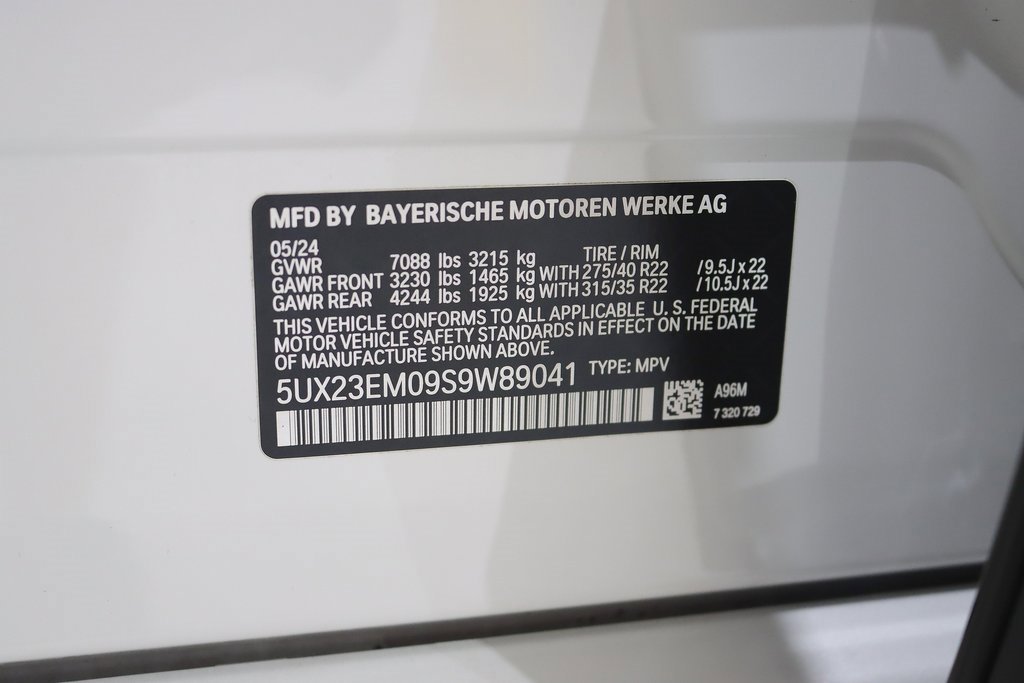 MFD BY BAYERISCHE MOTOREN WERKE AG
05/24 TIRE / RIM
GVWR 7088 lbs 3215 kg
GAWR FRONT 3230 lbs 1465 kg WITH 275/40 R22 /9.5J x 22
GAWR REAR 4244 lbs 1925 kg WITH 315/35 R22 /10.5J x 22
THIS VEHICLE CONFORMS TO ALL APPLICABLE U. S. FEDERAL
MOTOR VEHICLE SAFETY STANDARDS IN EFFECT ON THE DATE
OF MANUFACTURE SHOWN ABOVE.
5UX23EM09S9W89041 TYPE: MPV
A96M
7 320 729